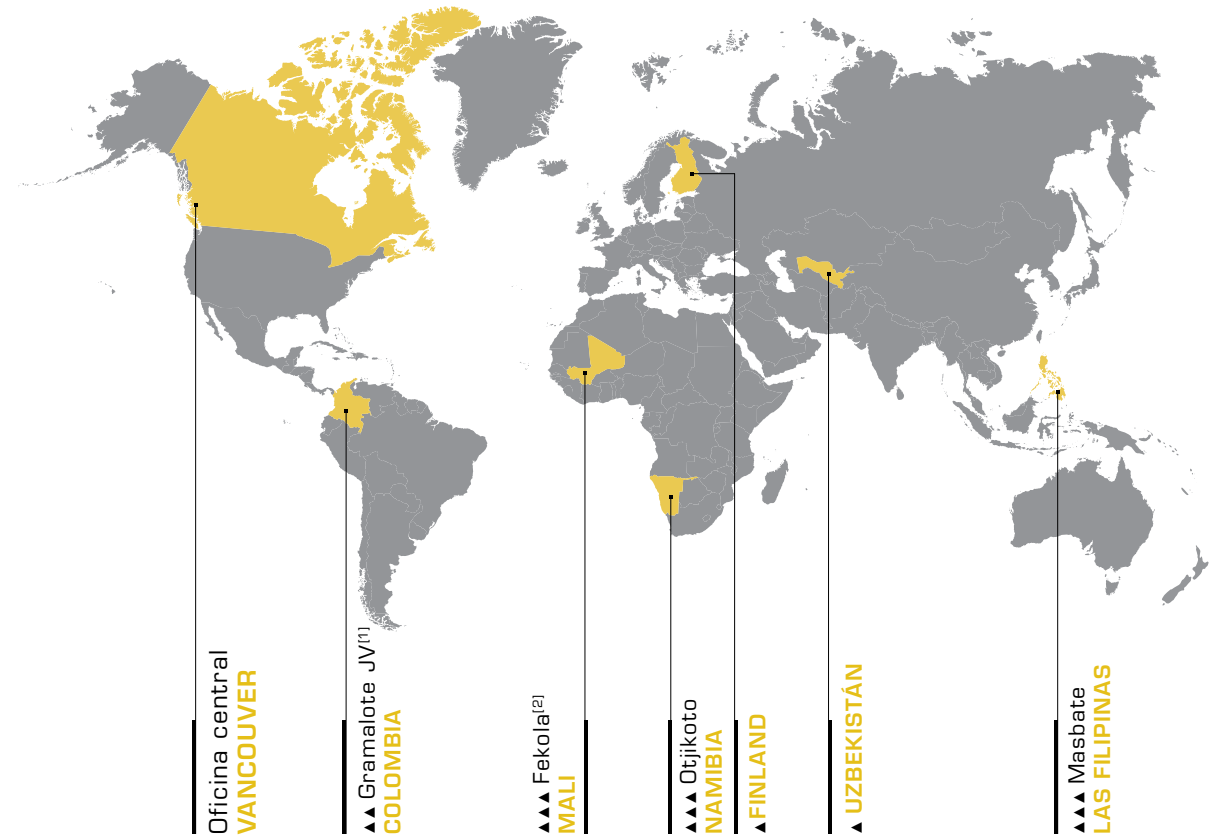 Oficina central
VANCOUVER
▲▲ Gramalote JV[1]
COLOMBIA
▲▲▲ Fekola[2]
MALI
▲▲▲ Otjikoto
NAMIBIA
▲ FINLAND
▲ UZBEKISTÁN
▲▲▲ Masbate
LAS FILIPINAS